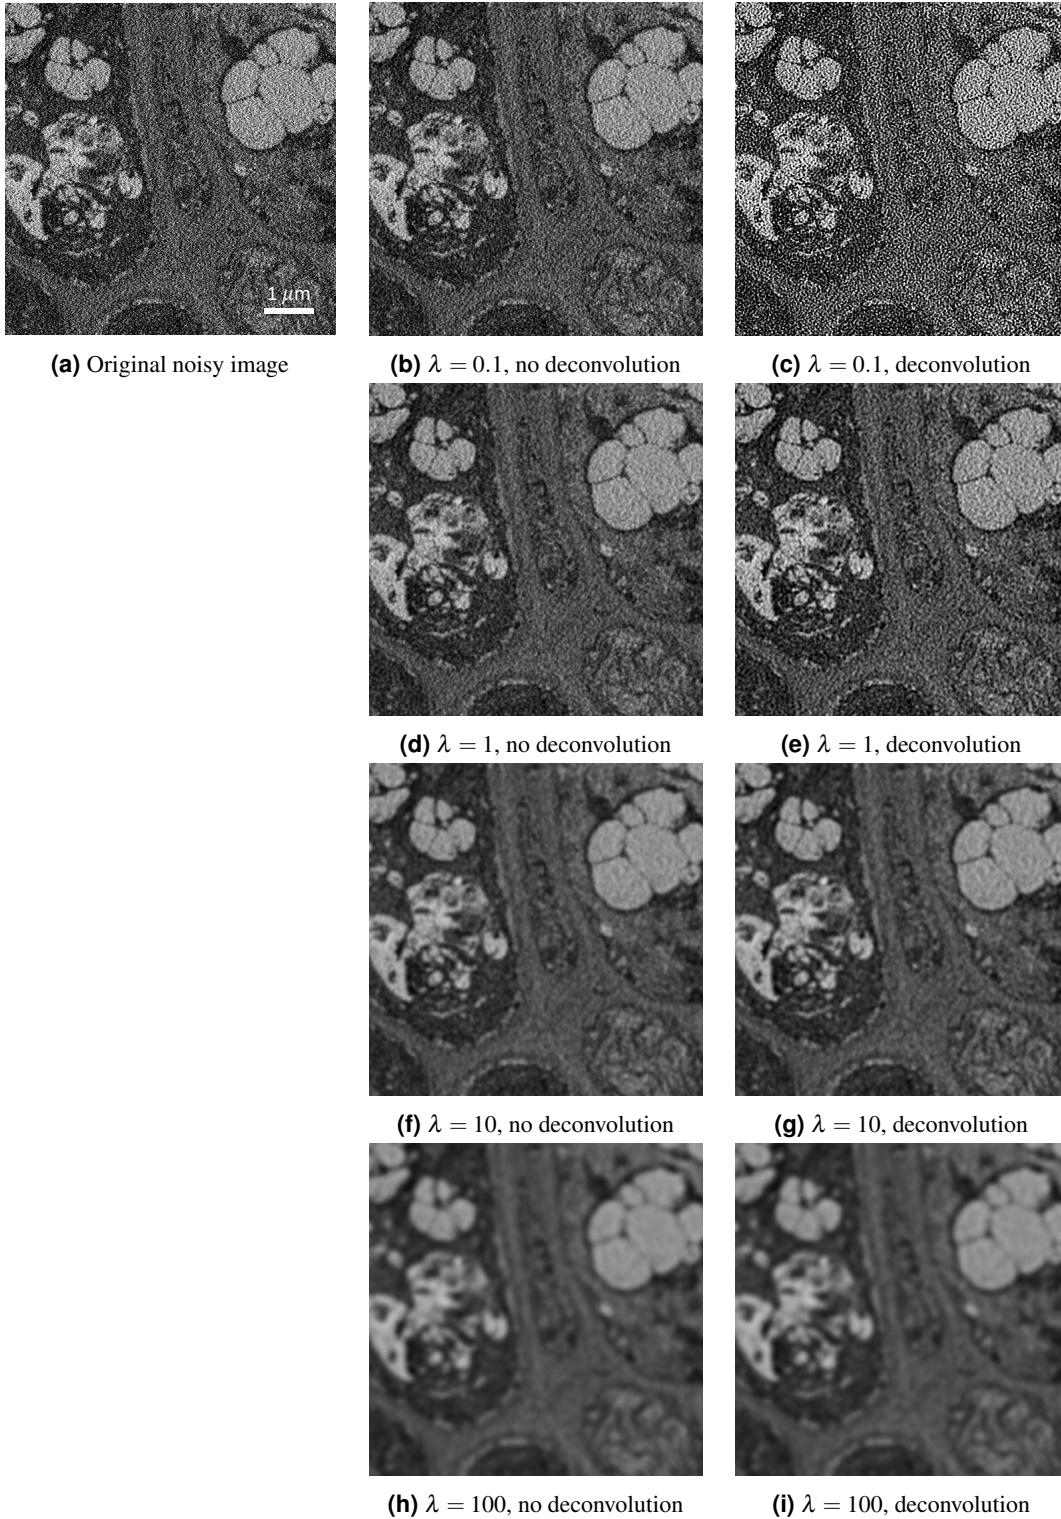 1 μm
(a) Original noisy image
(b) λ = 0.1, no deconvolution
(c) λ = 0.1, deconvolution
(d) λ = 1, no deconvolution
(e) λ = 1, deconvolution
(f) λ = 10, no deconvolution
(g) λ = 10, deconvolution
(h) λ = 100, no deconvolution
(i) λ = 100, deconvolution